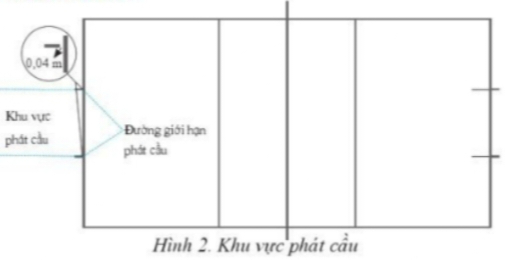 0,04 m
Khu vực
phát cầu
Đường giới hạn
phát cầu
Hình 2. Khu vực phát cầu